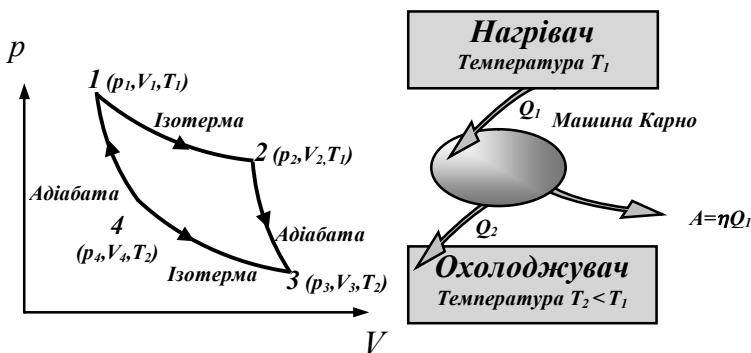 p
1 (p₁,V₁,T₁)
Ізотерма
2 (p₂,V₂,T₁)
Адіабата
4
(p₄,V₄,T₂)
Адіабата
Ізотерма
3 (p₃,V₃,T₂)
V
Нагрівач
Температура T₁
Q₁
Машина Карно
A=ηQ₁
Q₂
Охолоджувач
Температура T₂ < T₁